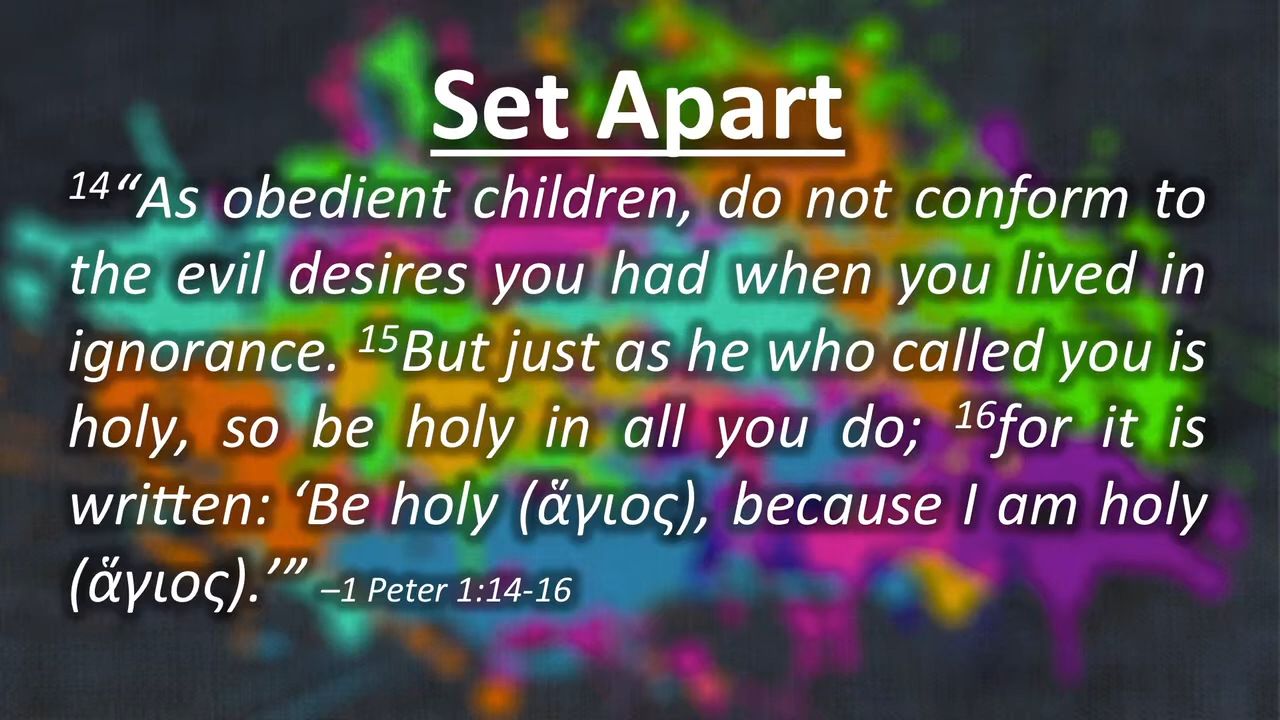 Set Apart
14“As obedient children, do not conform to
the evil desires you had when you lived in
ignorance. 15But just as he who called you is
holy, so be holy in all you do; 16for it is
written: ‘Be holy (ἅγιος), because I am holy
(ἅγιος).’” –1 Peter 1:14-16